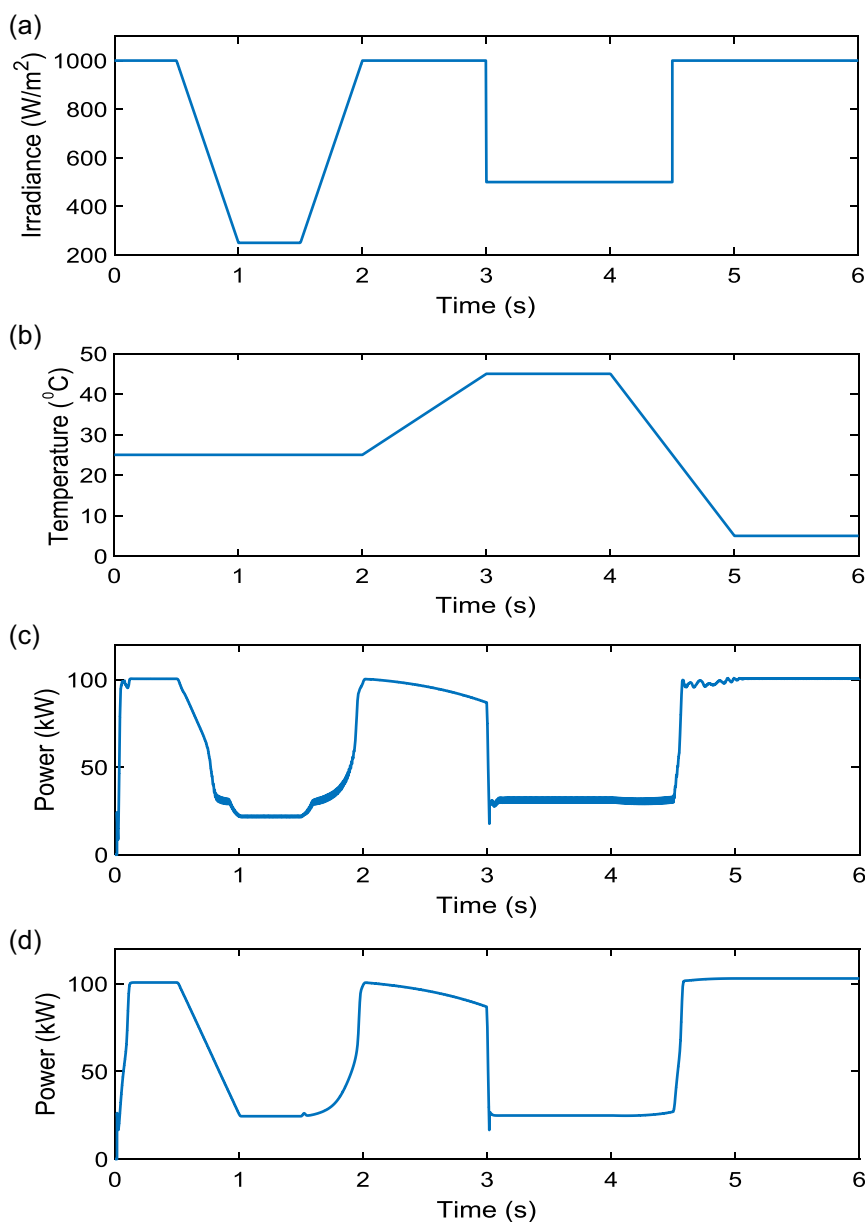 (a)
Irradiance (W/m²)
1000
800
600
400
200
0 1 2 3 4 5 6
Time (s)
(b)
Temperature (⁰C)
50
40
30
20
10
0
0 1 2 3 4 5 6
Time (s)
(c)
Power (kW)
100
50
0
0 1 2 3 4 5 6
Time (s)
(d)
Power (kW)
100
50
0
0 1 2 3 4 5 6
Time (s)